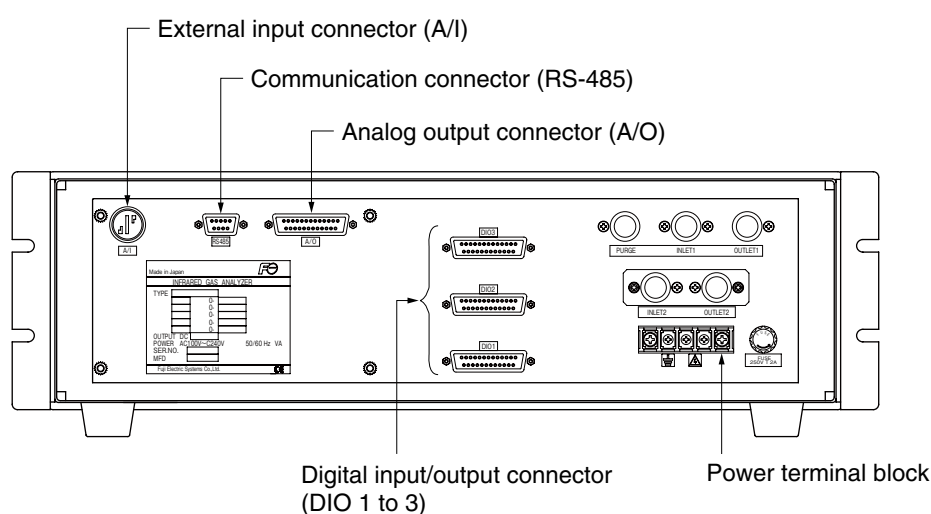 External input connector (A/I)
Communication connector (RS-485)
Analog output connector (A/O)
A/I
RS485
A/O
DIO3
DIO2
DIO1
PURGE INLET1 OUTLET1
INLET2 OUTLET2
FUSE
250V T 2A
Made in Japan
INFRARED GAS ANALYZER
TYPE
0-
0-
0-
0-
OUTPUT DC
POWER AC100V~C240V 50/60 Hz VA
SER.NO.
MFD
Fuji Electric Systems Co.,Ltd. CE
Digital input/output connector
(DIO 1 to 3)
Power terminal block